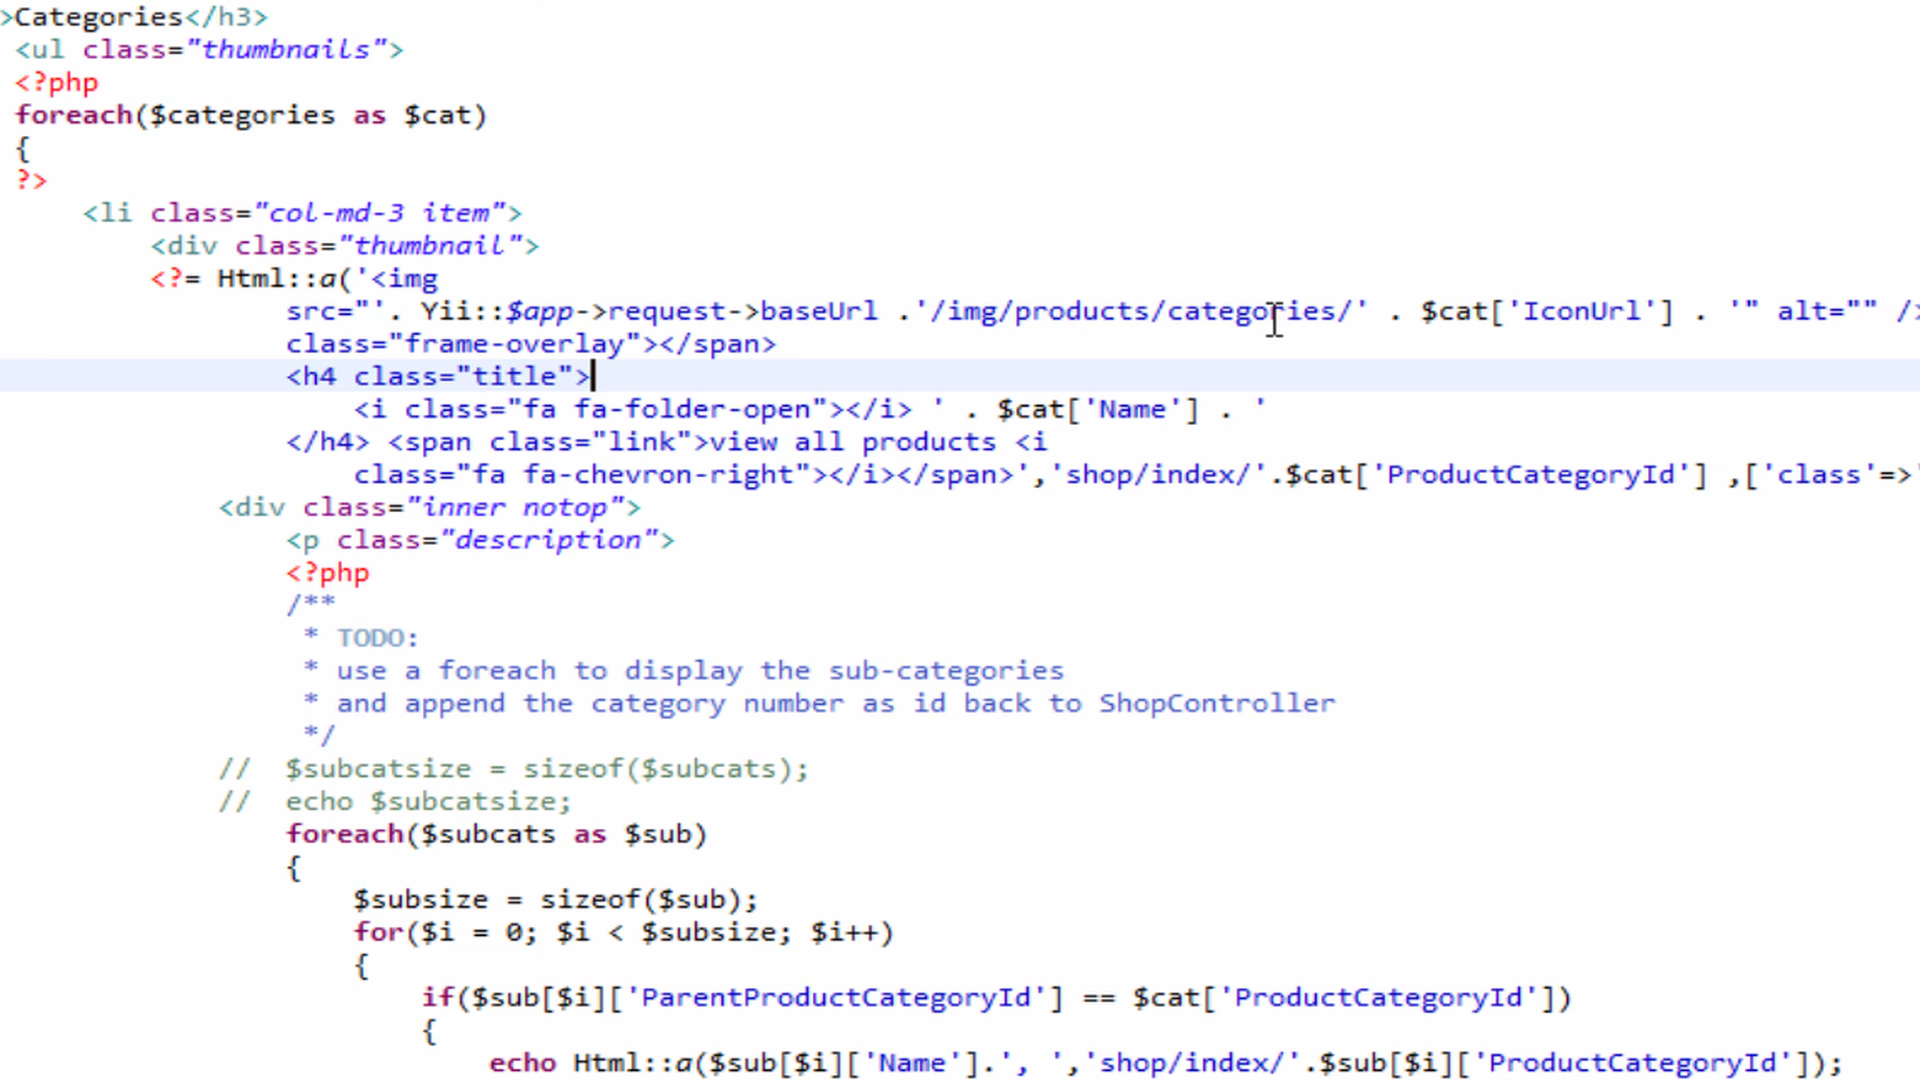 >Categories</h3>
<ul class="thumbnails">
<?php
foreach($categories as $cat)
{
?>
<li class="col-md-3 item">
<div class="thumbnail">
<?= Html::a('<img
src="'. Yii::$app->request->baseUrl .'/img/products/categories/' . $cat['IconUrl'] . '" alt="" />
class="frame-overlay"></span>
<h4 class="title">
<i class="fa fa-folder-open"></i> ' . $cat['Name'] . '
</h4> <span class="link">view all products <i
class="fa fa-chevron-right"></i></span>','shop/index/'.$cat['ProductCategoryId'] ,['class'=>'
<div class="inner notop">
<p class="description">
<?php
/**
* TODO:
* use a foreach to display the sub-categories
* and append the category number as id back to ShopController
*/
// $subcatsize = sizeof($subcats);
// echo $subcatsize;
foreach($subcats as $sub)
{
$subsize = sizeof($sub);
for($i = 0; $i < $subsize; $i++)
{
if($sub[$i]['ParentProductCategoryId'] == $cat['ProductCategoryId'])
{
echo Html::a($sub[$i]['Name'].', ','shop/index/'.$sub[$i]['ProductCategoryId']);